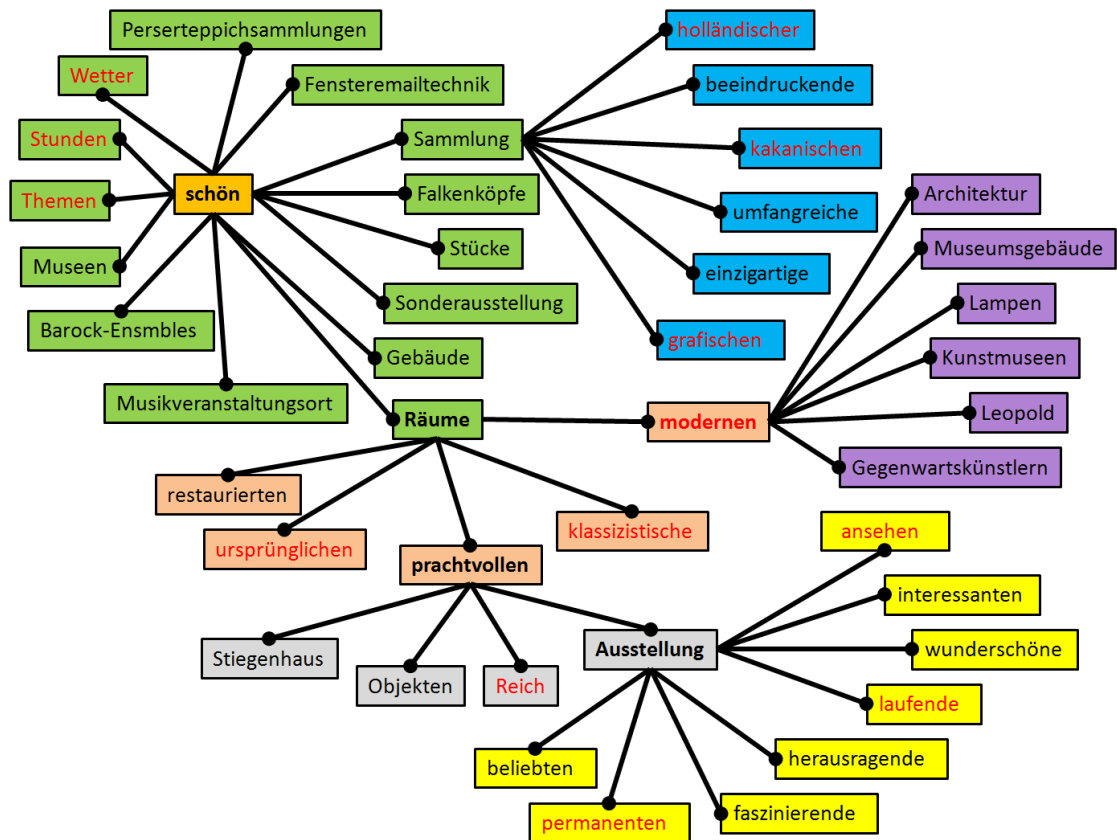 Perserteppichsammlungen
holländischer
Wetter
Fensteremailtechnik
beeindruckende
Stunden
Sammlung
kakanischen
schön
Themen
Falkenköpfe
Architektur
umfangreiche
Museen
Stücke
Museumsgebäude
einzigartige
Sonderausstellung
Lampen
Barock-Ensmbles
grafischen
Gebäude
Kunstmuseen
Musikveranstaltungsort
Räume
modernen
Leopold
Gegenwartskünstlern
restaurierten
ursprünglichen
klassizistische
ansehen
prachtvollen
interessanten
Stiegenhaus
Ausstellung
wunderschöne
Objekten
Reich
laufende
beliebten
herausragende
permanenten
faszinierende